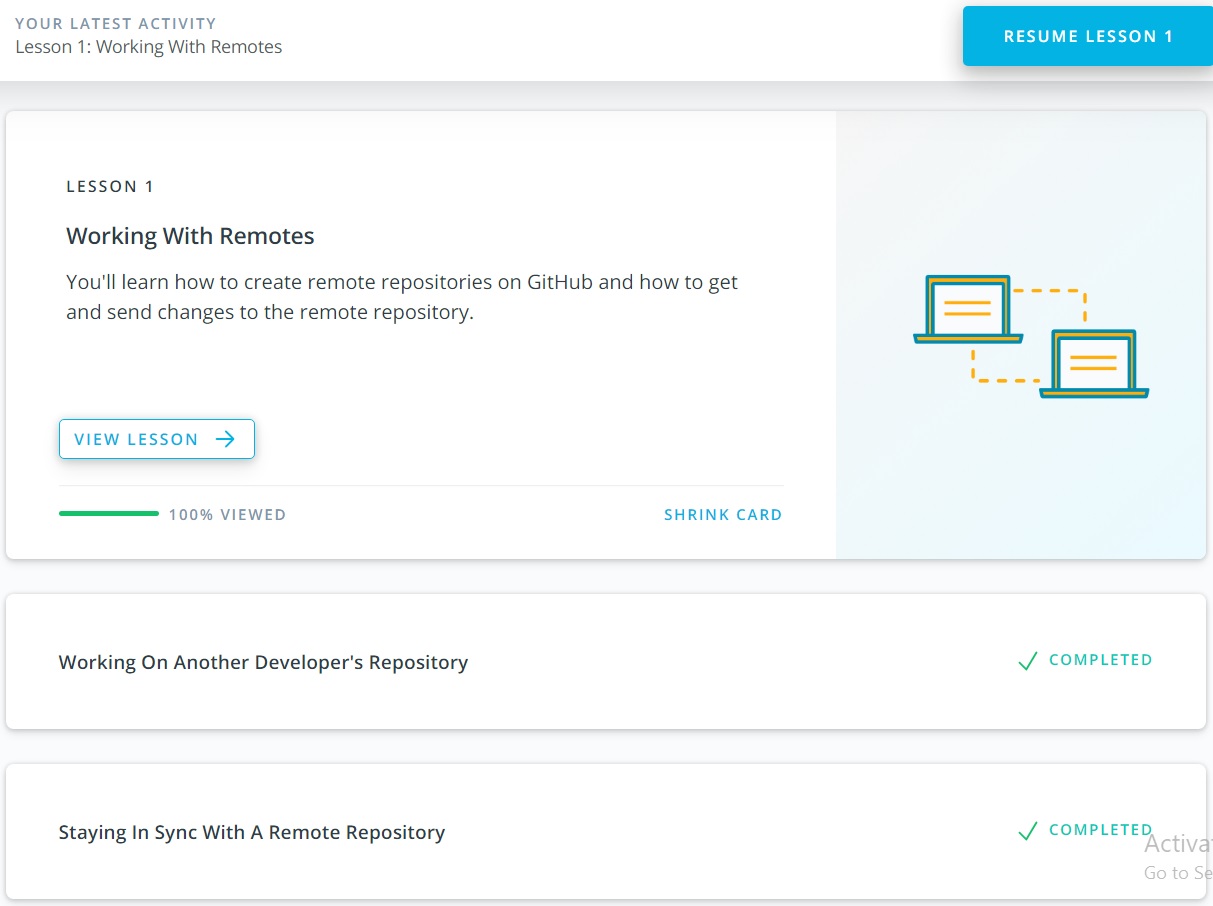 YOUR LATEST ACTIVITY
Lesson 1: Working With Remotes
RESUME LESSON 1
LESSON 1
Working With Remotes
You'll learn how to create remote repositories on GitHub and how to get
and send changes to the remote repository.
VIEW LESSON
100% VIEWED
SHRINK CARD
Working On Another Developer's Repository
COMPLETED
Staying In Sync With A Remote Repository
COMPLETED
Activa
Go to Se